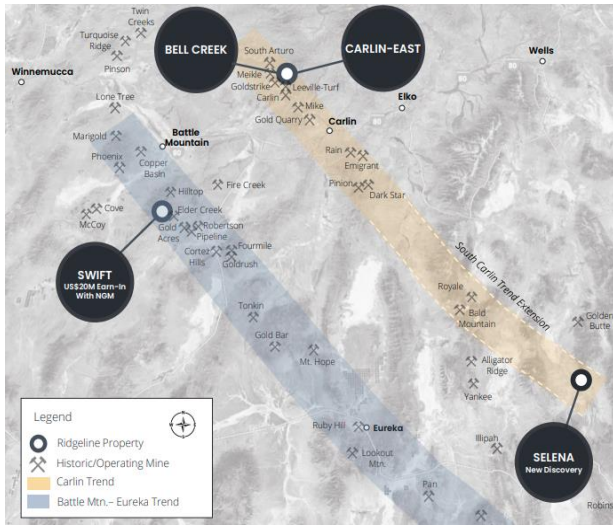 Twin
Creeks
Turquoise
Ridge
Pinson
Winnemucca
BELL CREEK
CARLIN-EAST
South Arturo
Meikle
Goldstrike
Leeville-Turf
Carlin
Mike
Gold Quarry
Wells
Elko
Carlin
Lone Tree
Marigold
Battle
Mountain
Phoenix
Copper
Basin
Rain
Emigrant
Pinion
Dark Star
Hilltop
Fire Creek
Cove
McCoy
Elder Creek
Gold
Acres
Robertson
Pipeline
Cortez
Hills
Fourmile
Goldrush
SWIFT
US$20M Earn-In
With NGM
South Carlin Trend Extension
Royale
Bald
Mountain
Golden
Butte
Tonkin
Gold Bar
Mt. Hope
Alligator
Ridge
Yankee
Ruby Hill
Eureka
Lookout
Mtn.
Illipah
Pan
SELENA
New Discovery
Robins
Legend
Ridgeline Property
Historic/Operating Mine
Carlin Trend
Battle Mtn.– Eureka Trend